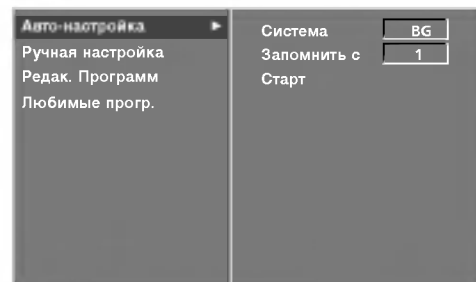 Авто-настройка ►
Ручная настройка
Редак. Программ
Любимые прогр.
Система BG
Запомнить с 1
Старт